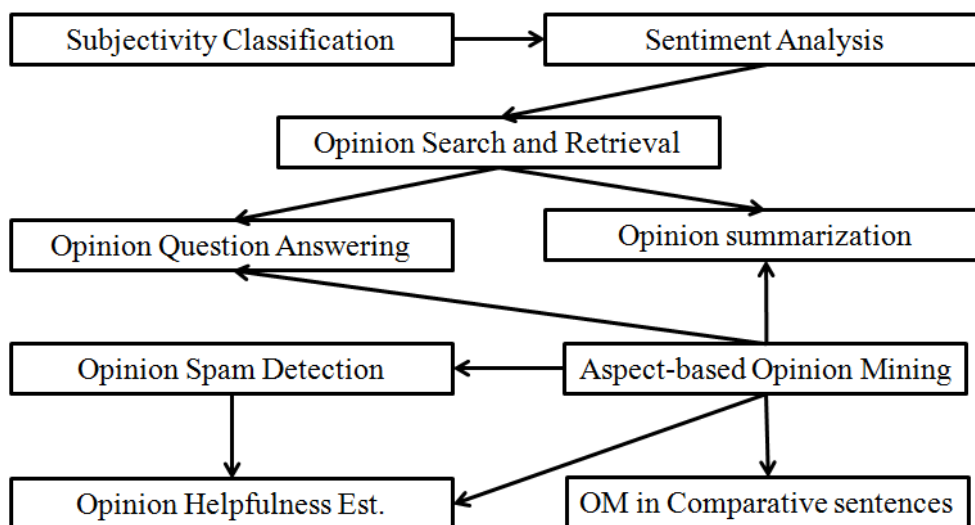 Subjectivity Classification
Sentiment Analysis
Opinion Search and Retrieval
Opinion Question Answering
Opinion summarization
Opinion Spam Detection
Aspect-based Opinion Mining
Opinion Helpfulness Est.
OM in Comparative sentences